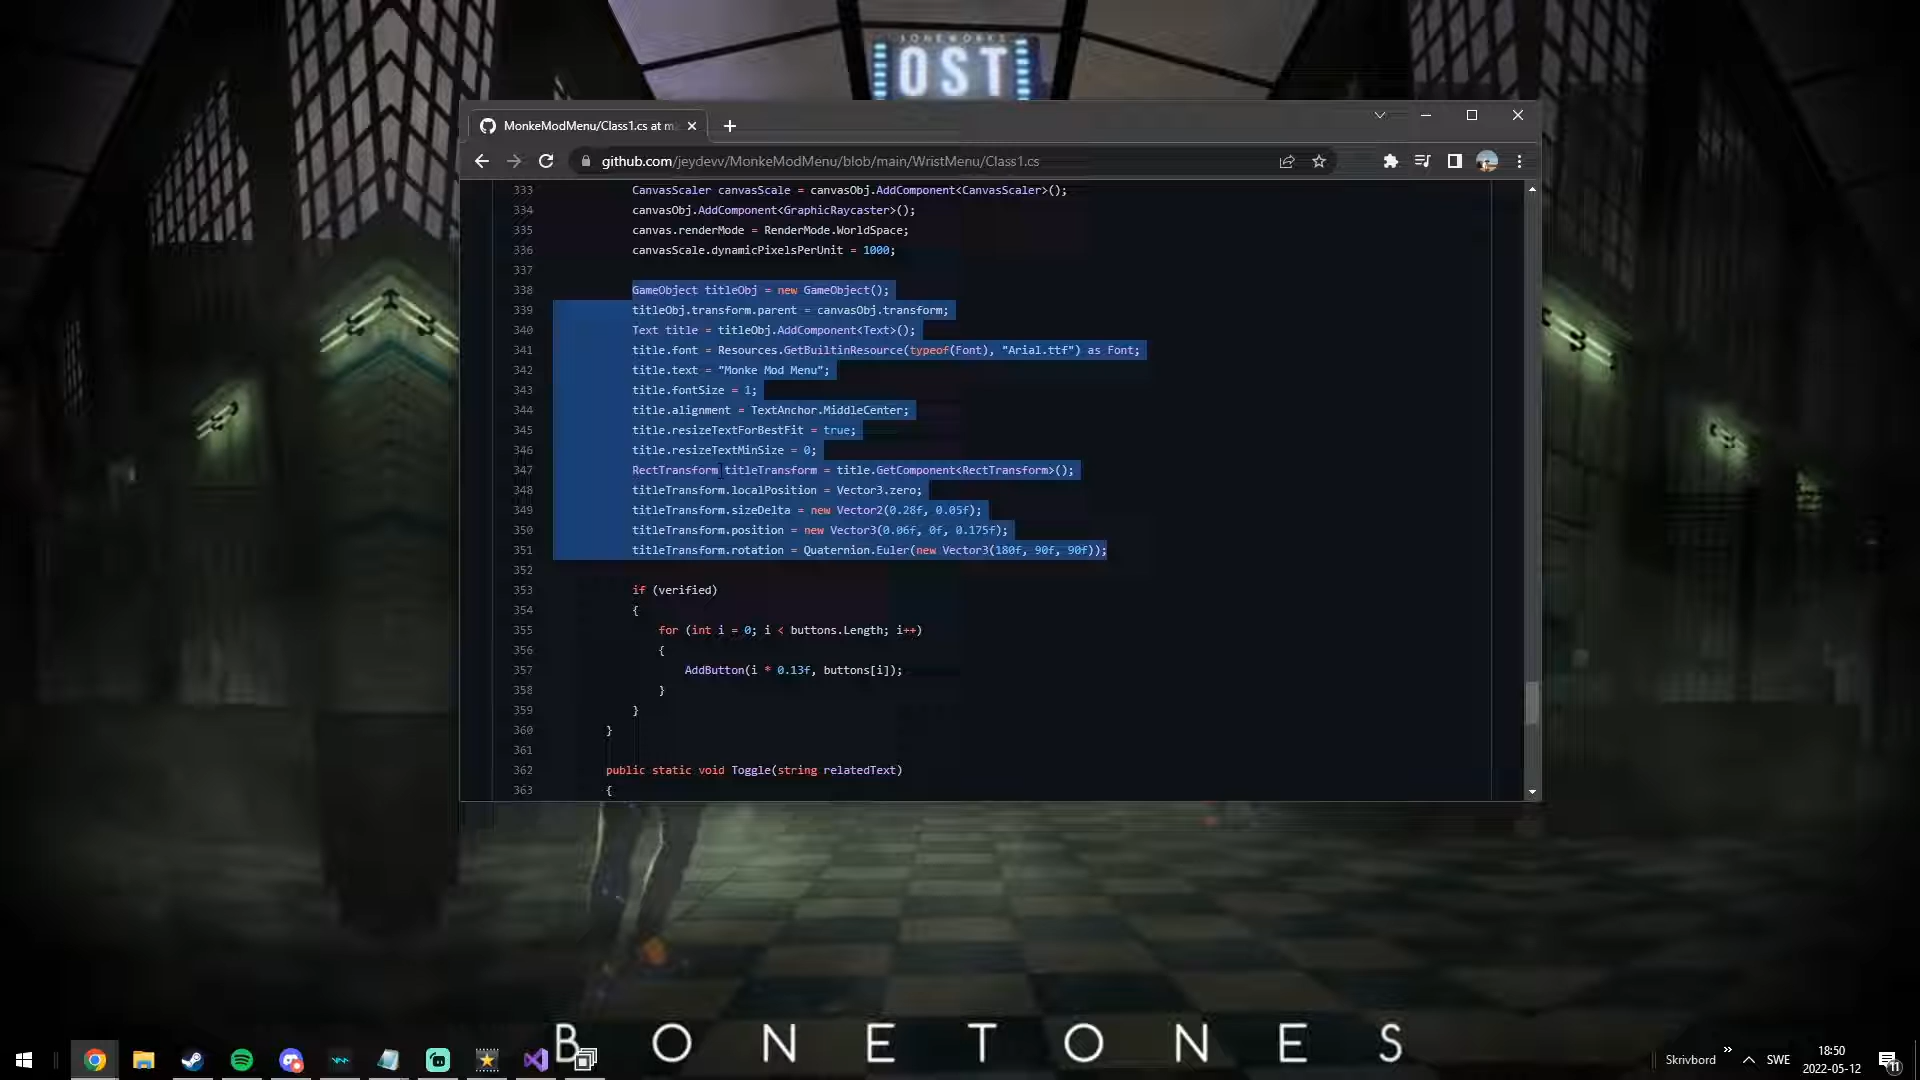 BONEWORKS
OST
MonkeModMenu/Class1.cs at m
github.com/jeydevv/MonkeModMenu/blob/main/WristMenu/Class1.cs
333 CanvasScaler canvasScale = canvasObj.AddComponent<CanvasScaler>();
334 canvasObj.AddComponent<GraphicRaycaster>();
335 canvas.renderMode = RenderMode.WorldSpace;
336 canvasScale.dynamicPixelsPerUnit = 1000;
337
338 GameObject titleObj = new GameObject();
339 titleObj.transform.parent = canvasObj.transform;
340 Text title = titleObj.AddComponent<Text>();
341 title.font = Resources.GetBuiltinResource(typeof(Font), "Arial.ttf") as Font;
342 title.text = "Monke Mod Menu";
343 title.fontSize = 1;
344 title.alignment = TextAnchor.MiddleCenter;
345 title.resizeTextForBestFit = true;
346 title.resizeTextMinSize = 0;
347 RectTransform titleTransform = title.GetComponent<RectTransform>();
348 titleTransform.localPosition = Vector3.zero;
349 titleTransform.sizeDelta = new Vector2(0.28f, 0.05f);
350 titleTransform.position = new Vector3(0.06f, 0f, 0.175f);
351 titleTransform.rotation = Quaternion.Euler(new Vector3(180f, 90f, 90f));
352
353 if (verified)
354 {
355 for (int i = 0; i < buttons.Length; i++)
356 {
357 AddButton(i * 0.13f, buttons[i]);
358 }
359 }
360 }
361
362 public static void Toggle(string relatedText)
363 {
BONETONES
Skrivbord
SWE
18:50
2022-05-12
11